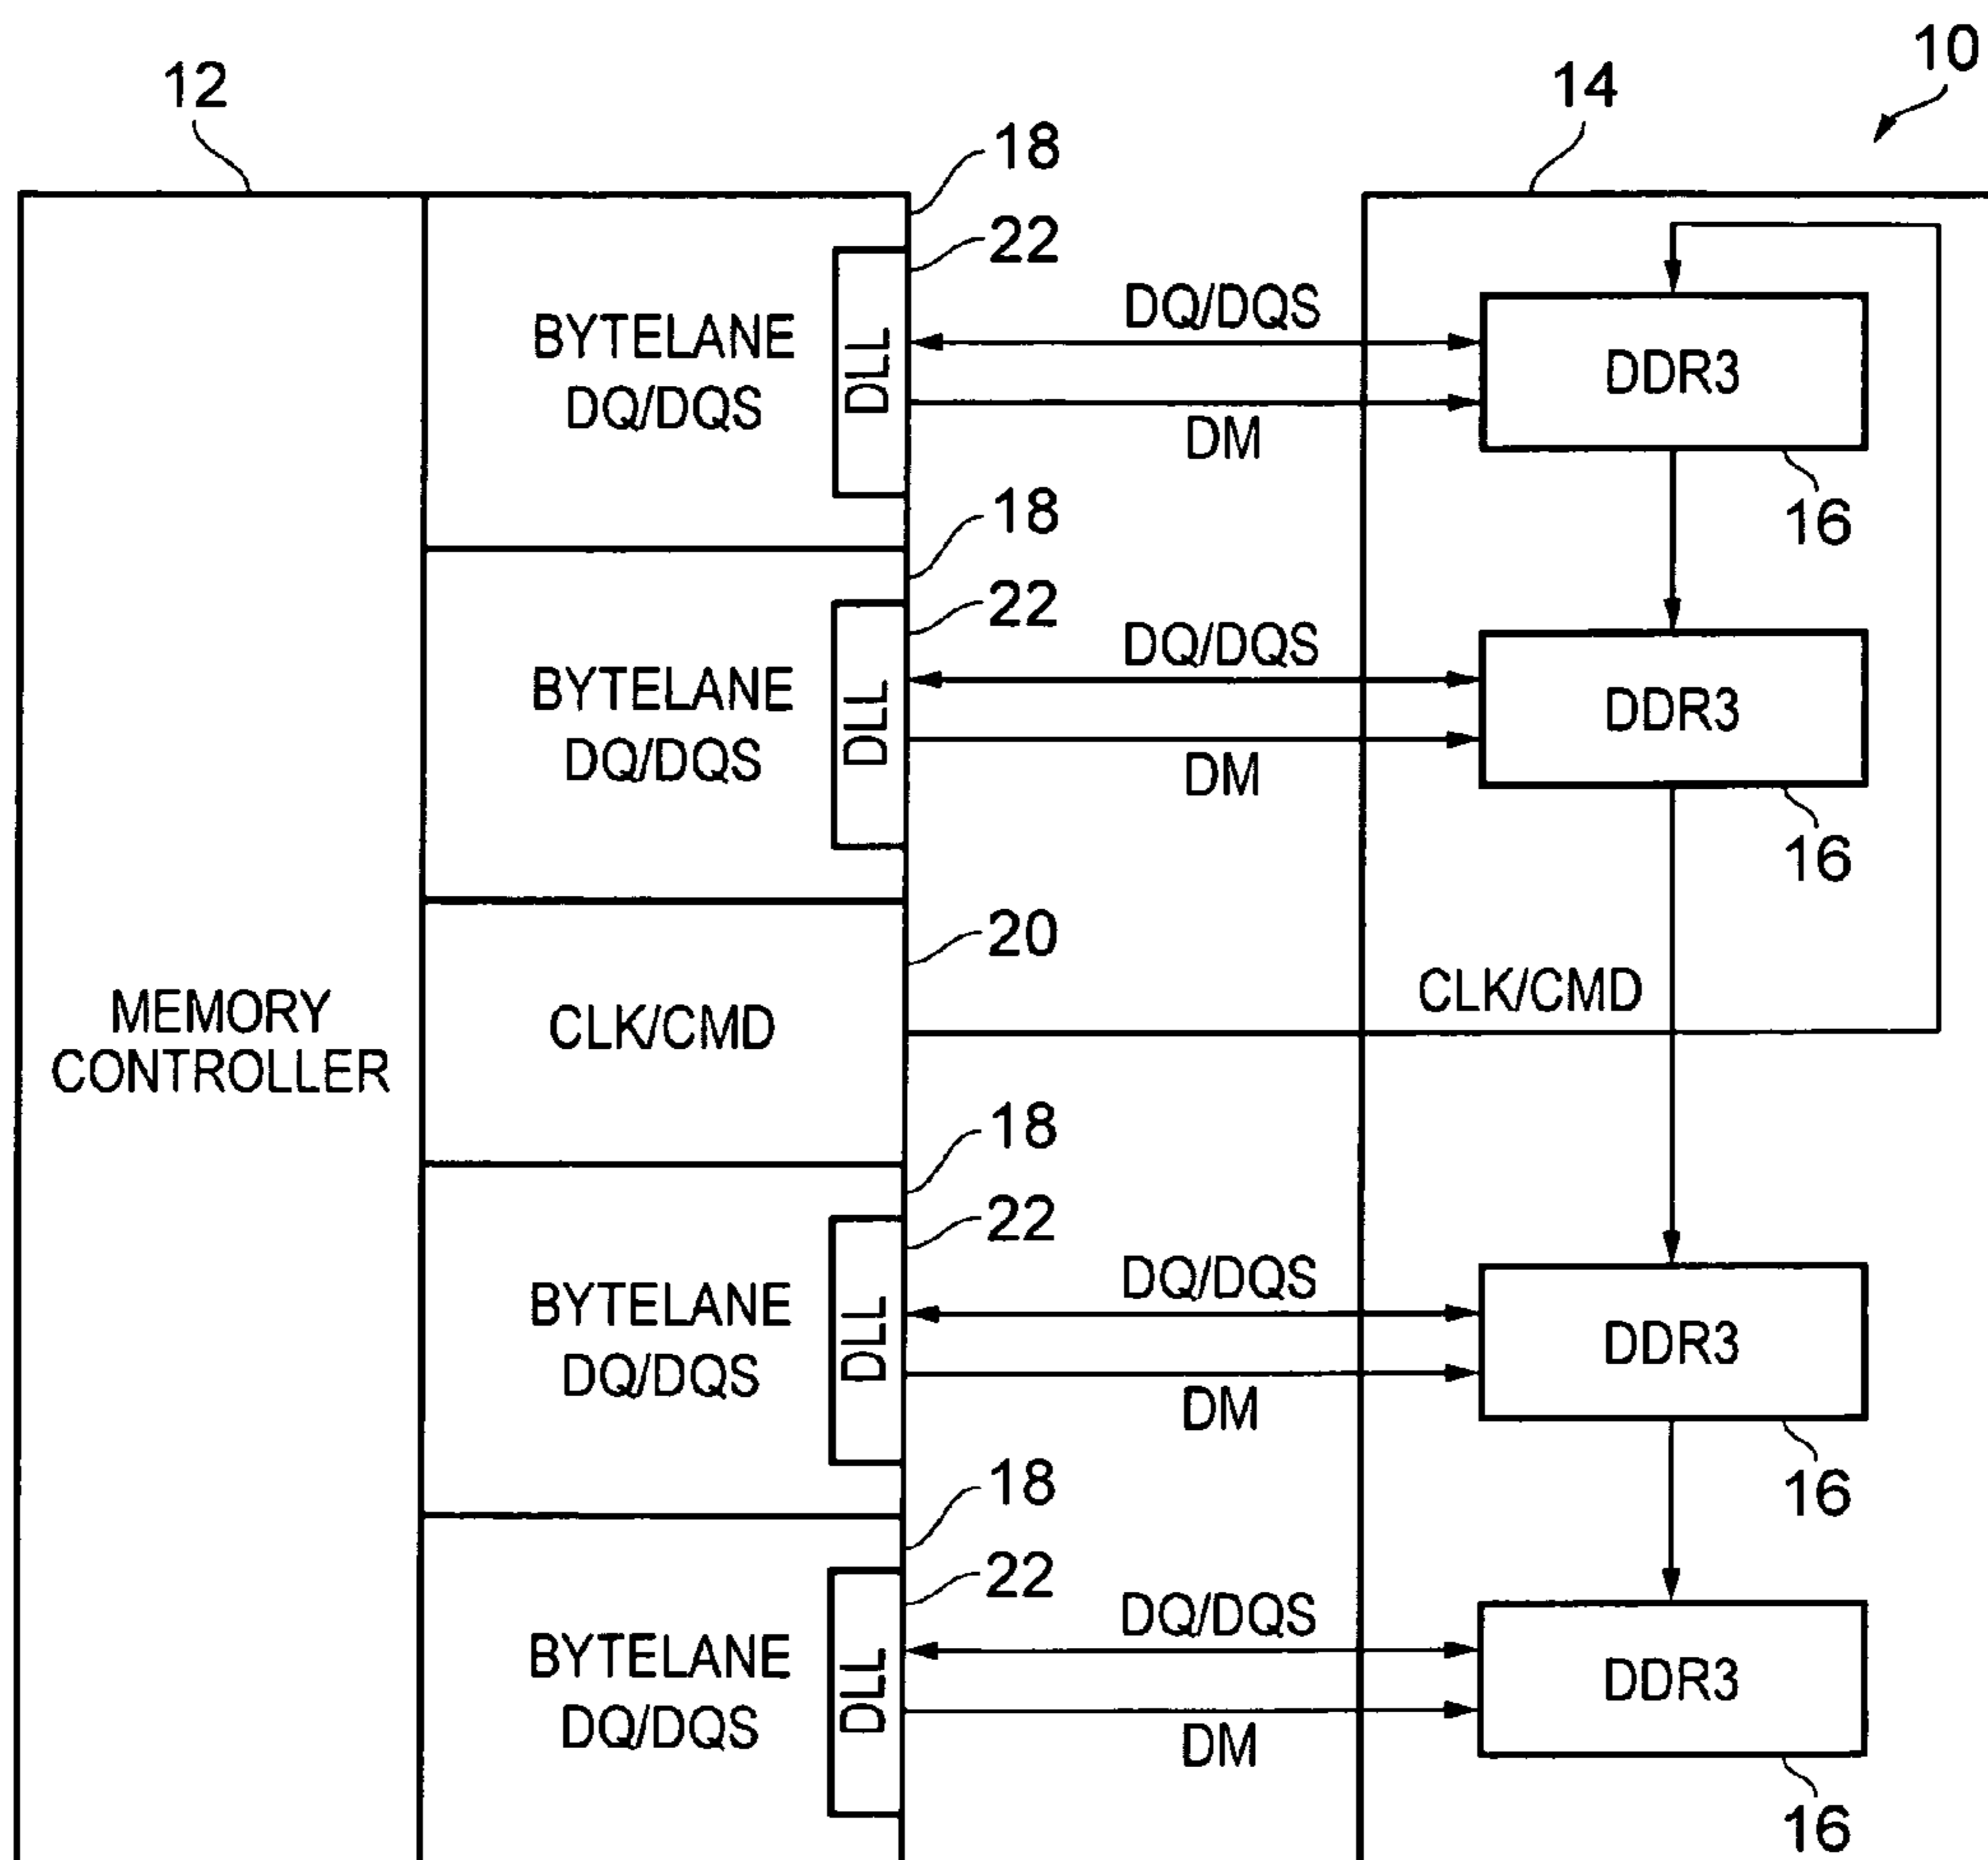 10
12
14
18
22
BYTELANE
DQ/DQS
DLL
DQ/DQS
DM
DDR3
16
18
22
BYTELANE
DQ/DQS
DLL
DQ/DQS
DM
DDR3
16
20
MEMORY
CONTROLLER
CLK/CMD
CLK/CMD
18
22
BYTELANE
DQ/DQS
DLL
DQ/DQS
DM
DDR3
16
18
22
BYTELANE
DQ/DQS
DLL
DQ/DQS
DM
DDR3
16